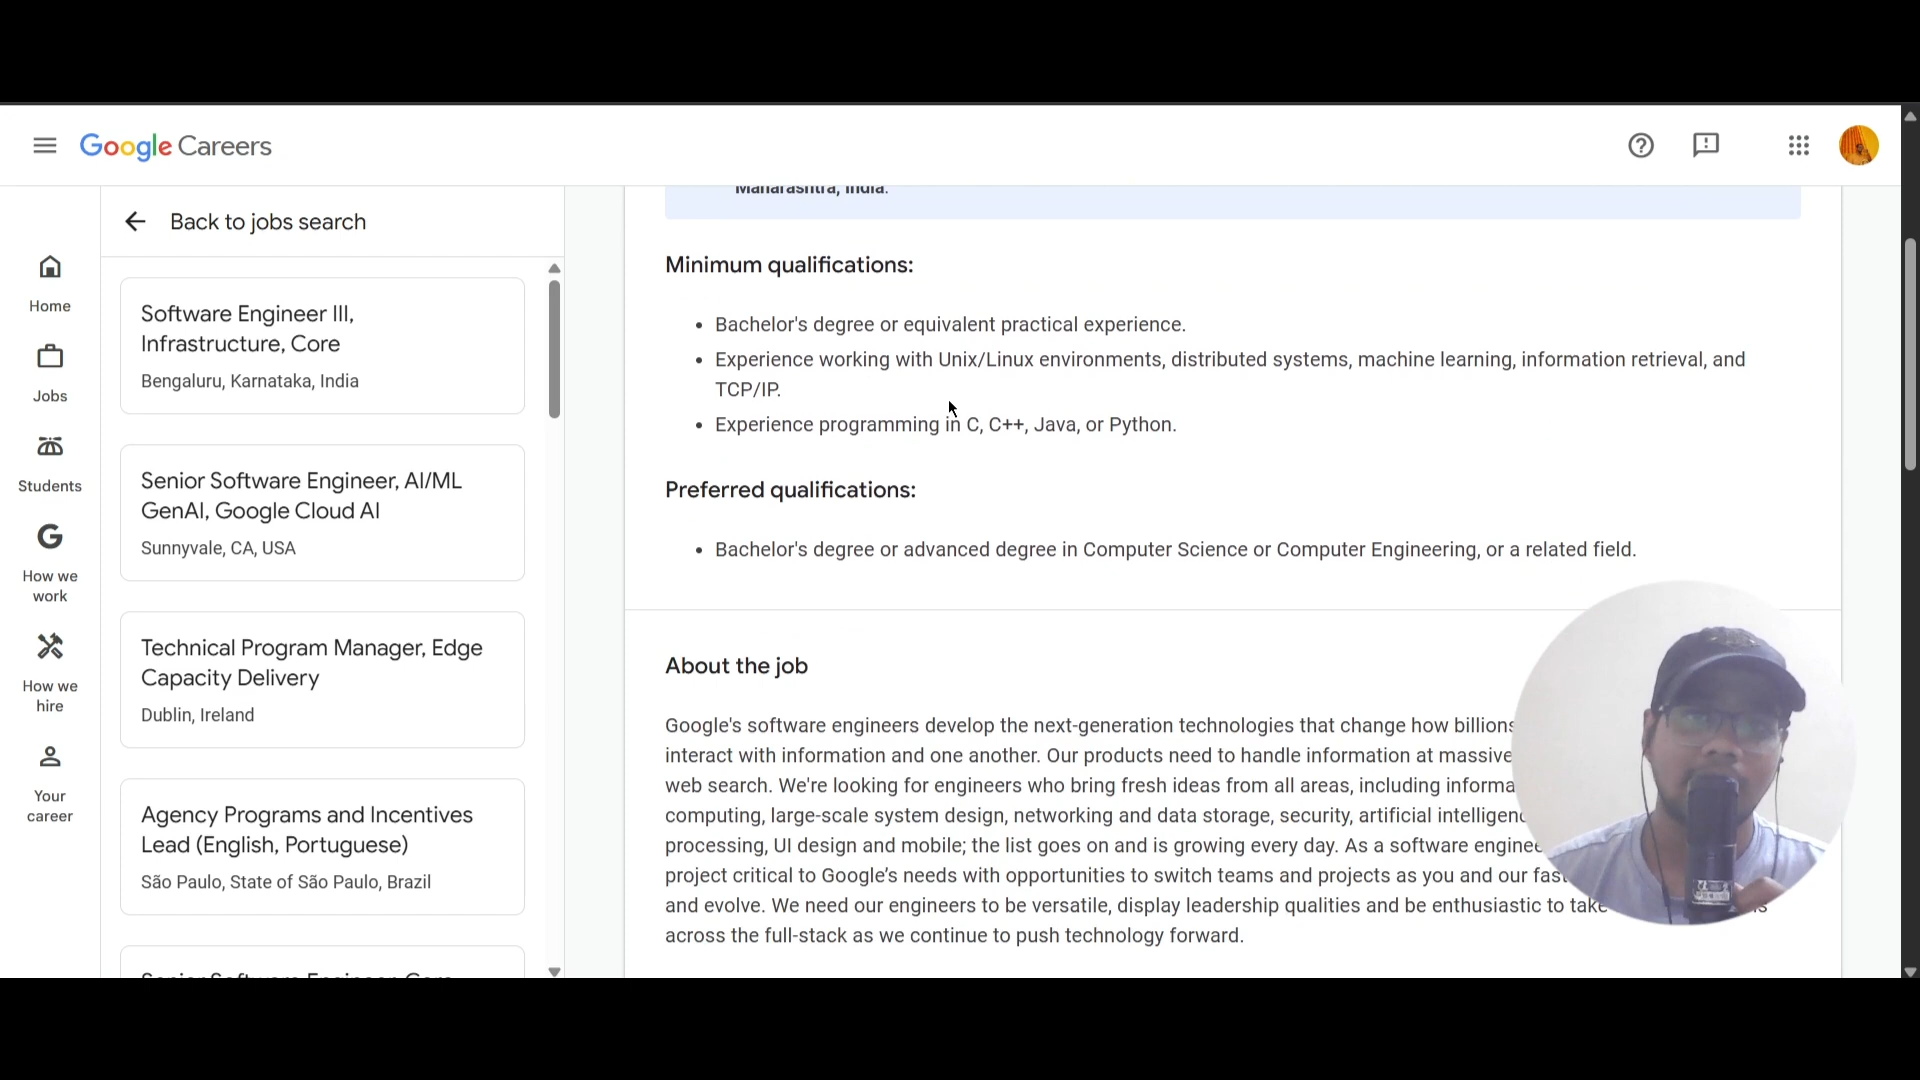 Google Careers
Back to jobs search
Home
Jobs
Students
How we
work
How we
hire
Your
career
Software Engineer III,
Infrastructure, Core
Bengaluru, Karnataka, India
Senior Software Engineer, AI/ML
GenAI, Google Cloud AI
Sunnyvale, CA, USA
Technical Program Manager, Edge
Capacity Delivery
Dublin, Ireland
Agency Programs and Incentives
Lead (English, Portuguese)
São Paulo, State of São Paulo, Brazil
Senior Software Engineer, Core
Maharashtra, India.
Minimum qualifications:
• Bachelor's degree or equivalent practical experience.
• Experience working with Unix/Linux environments, distributed systems, machine learning, information retrieval, and
TCP/IP.
• Experience programming in C, C++, Java, or Python.
Preferred qualifications:
• Bachelor's degree or advanced degree in Computer Science or Computer Engineering, or a related field.
About the job
Google's software engineers develop the next-generation technologies that change how billions
interact with information and one another. Our products need to handle information at massive
web search. We're looking for engineers who bring fresh ideas from all areas, including informa
computing, large-scale system design, networking and data storage, security, artificial intelligenc
processing, UI design and mobile; the list goes on and is growing every day. As a software enginee
project critical to Google's needs with opportunities to switch teams and projects as you and our fast
and evolve. We need our engineers to be versatile, display leadership qualities and be enthusiastic to take
across the full-stack as we continue to push technology forward.